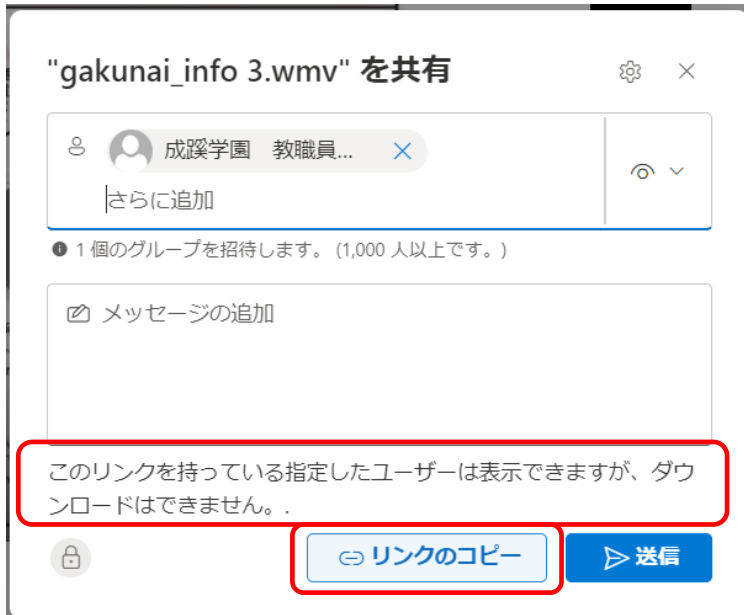 "gakunai_info 3.wmv" を共有
成蹊学園　教職員...
さらに追加
1 個のグループを招待します。 (1,000 人以上です。)
メッセージの追加
このリンクを持っている指定したユーザーは表示できますが、ダウ
ンロードはできません。.
リンクのコピー
送信